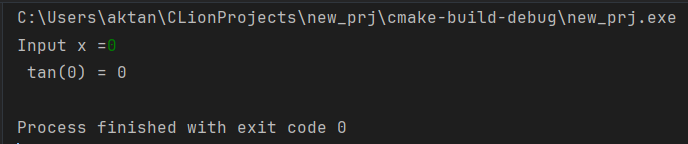 C:\Users\aktan\CLionProjects\new_prj\cmake-build-debug\new_prj.exe
Input x =0
 tan(0) = 0
Process finished with exit code 0